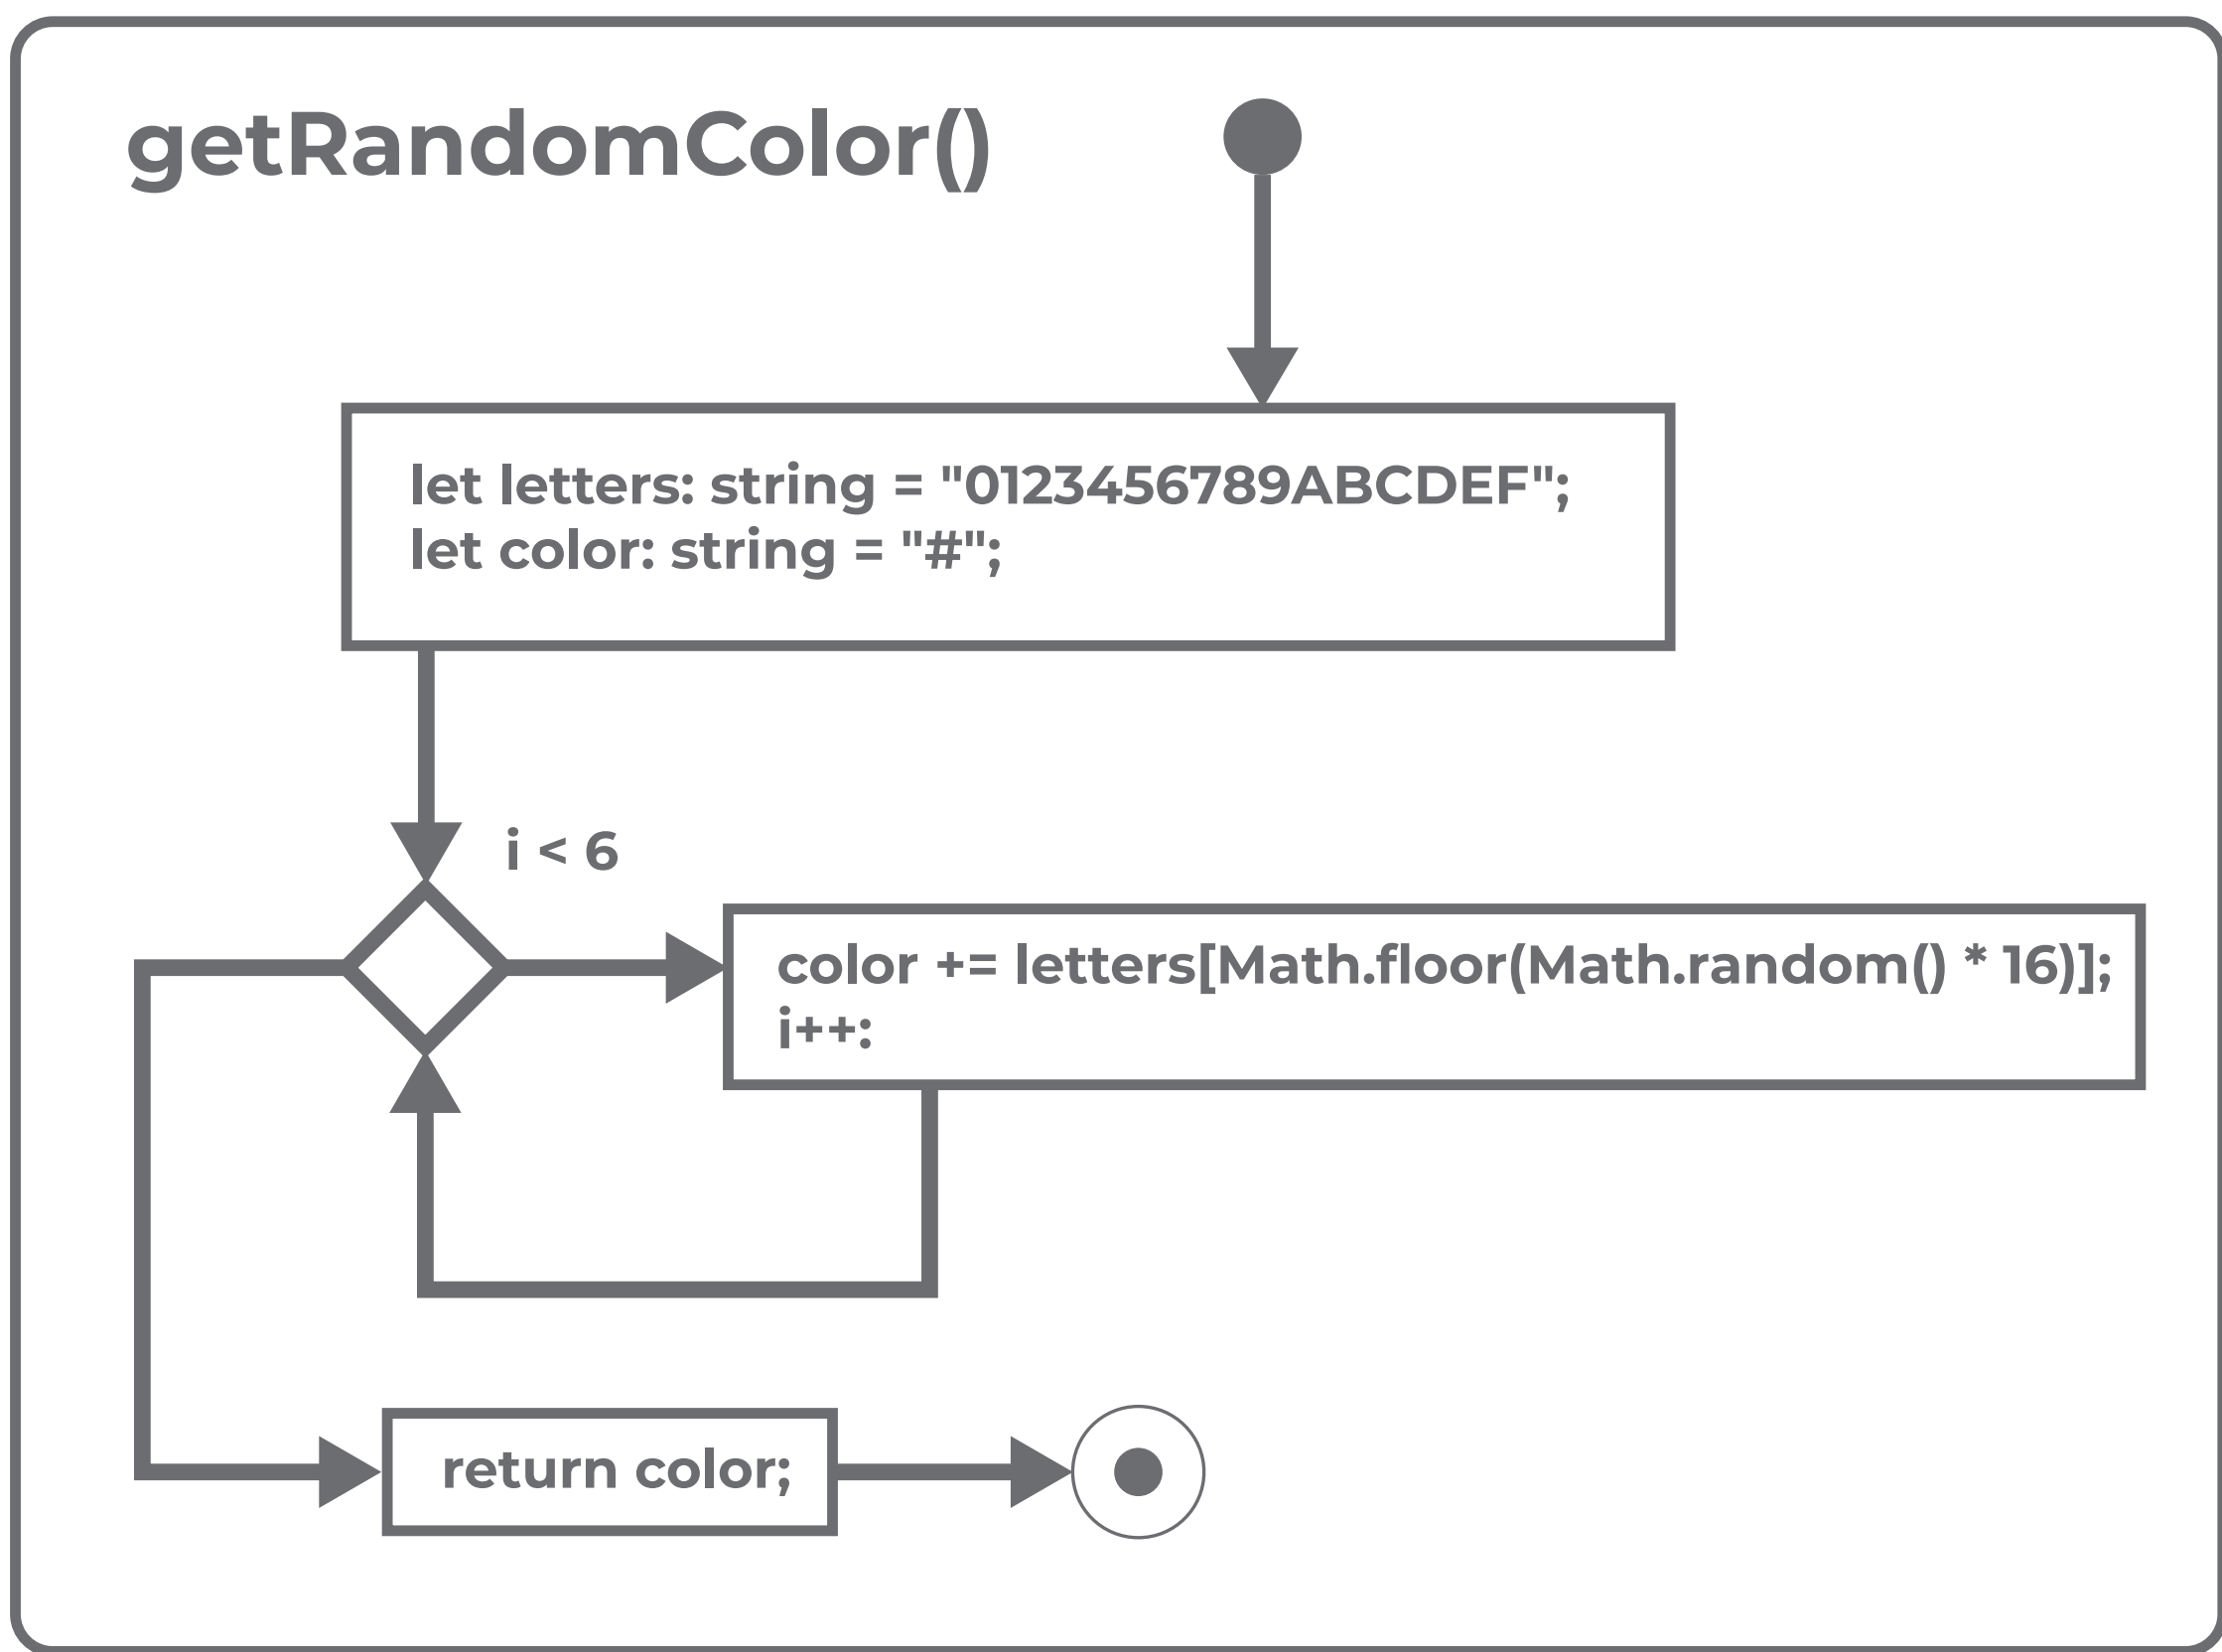 getRandomColor()
let letters: string = "0123456789ABCDEF";
let color: string = "#";
i < 6
color += letters[Math.floor(Math.random() * 16)];
i++:
return color;